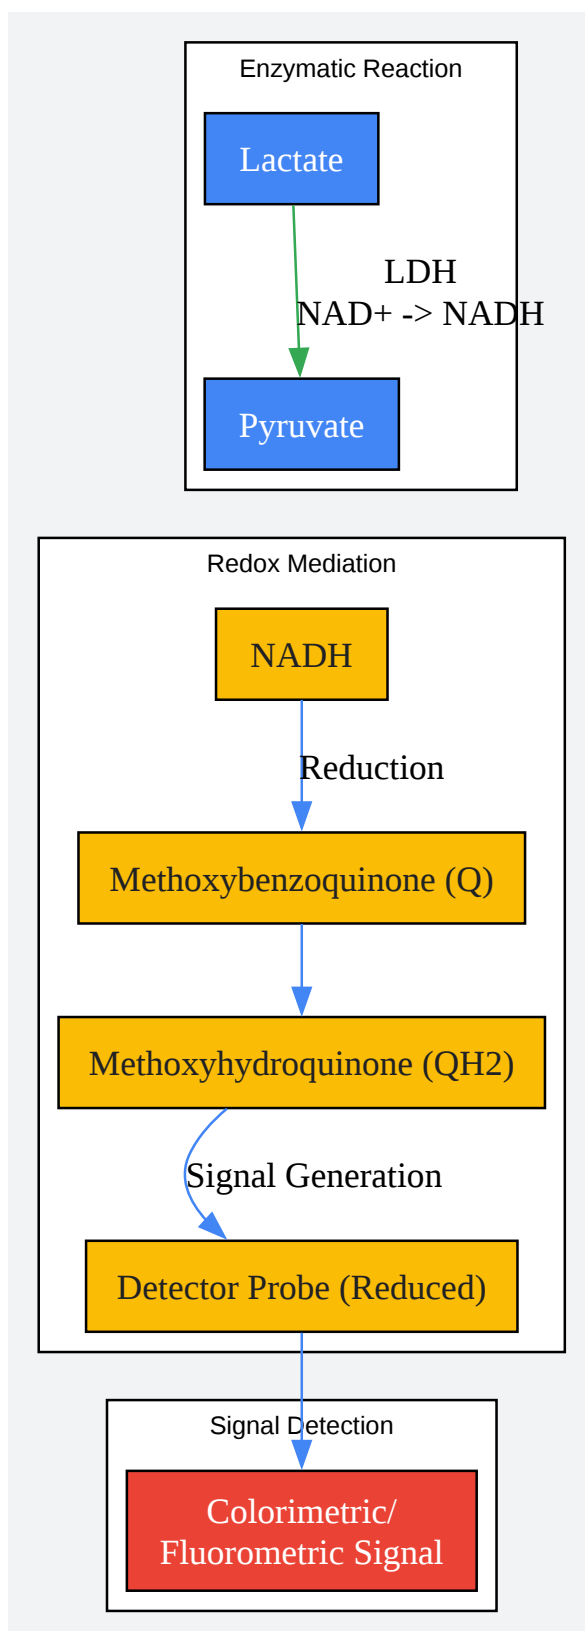 Enzymatic Reaction
Lactate
LDH
NAD+ -> NADH
Pyruvate
Redox Mediation
NADH
Reduction
Methoxybenzoquinone (Q)
Methoxyhydroquinone (QH2)
Signal Generation
Detector Probe (Reduced)
Signal Detection
Colorimetric/
Fluorometric Signal